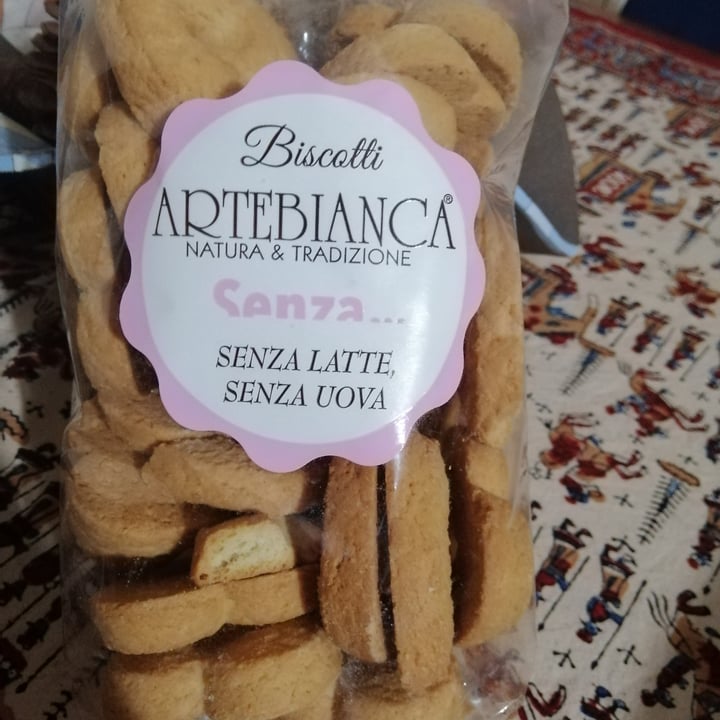 Biscotti
ARTEBIANCA®
NATURA & TRADIZIONE
Senza...
SENZA LATTE,
SENZA UOVA